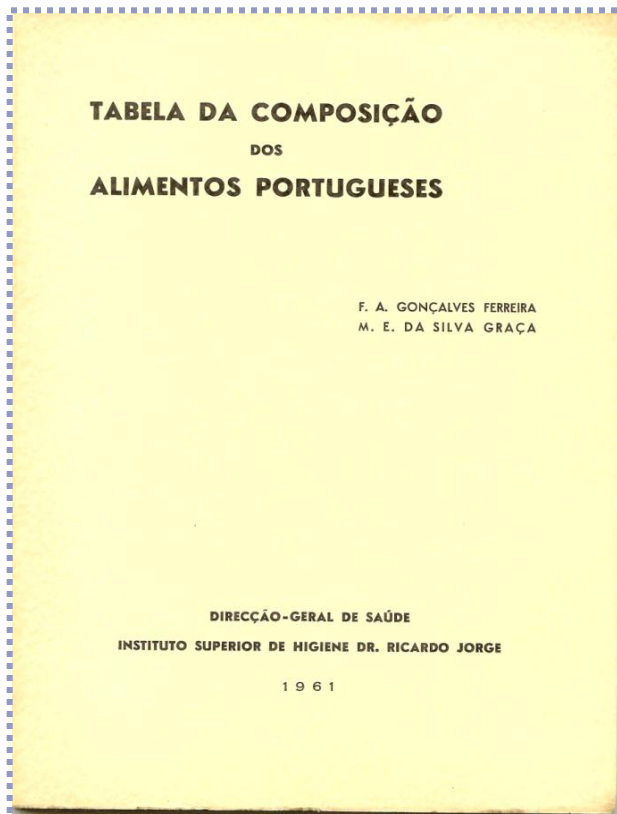 TABELA DA COMPOSIÇÃO
DOS
ALIMENTOS PORTUGUESES
F. A. GONÇALVES FERREIRA
M. E. DA SILVA GRAÇA
DIRECÇÃO-GERAL DE SAÚDE
INSTITUTO SUPERIOR DE HIGIENE DR. RICARDO JORGE
1961